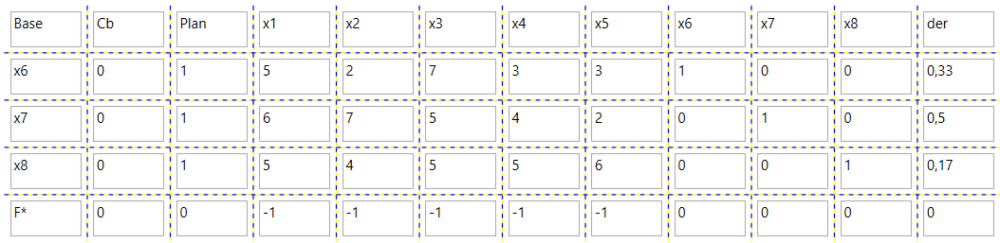 Base Cb Plan x1 x2 x3 x4 x5 x6 x7 x8 der
x6 0 1 5 2 7 3 3 1 0 0 0,33
x7 0 1 6 7 5 4 2 0 1 0 0,5
x8 0 1 5 4 5 5 6 0 0 1 0,17
F* Cb 0 -1 -1 -1 -1 -1 0 0 0 0